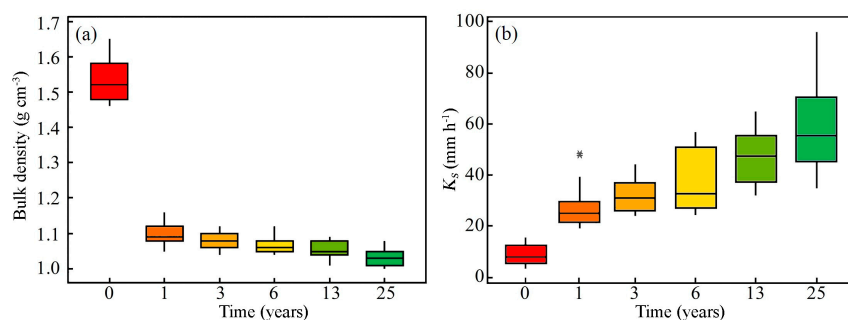 (a)
Bulk density (g cm⁻³)
1.7
1.6
1.5
1.4
1.3
1.2
1.1
1.0
0 1 3 6 13 25
Time (years)
(b)
Kₛ (mm h⁻¹)
100
80
60
40
20
0
*
0 1 3 6 13 25
Time (years)